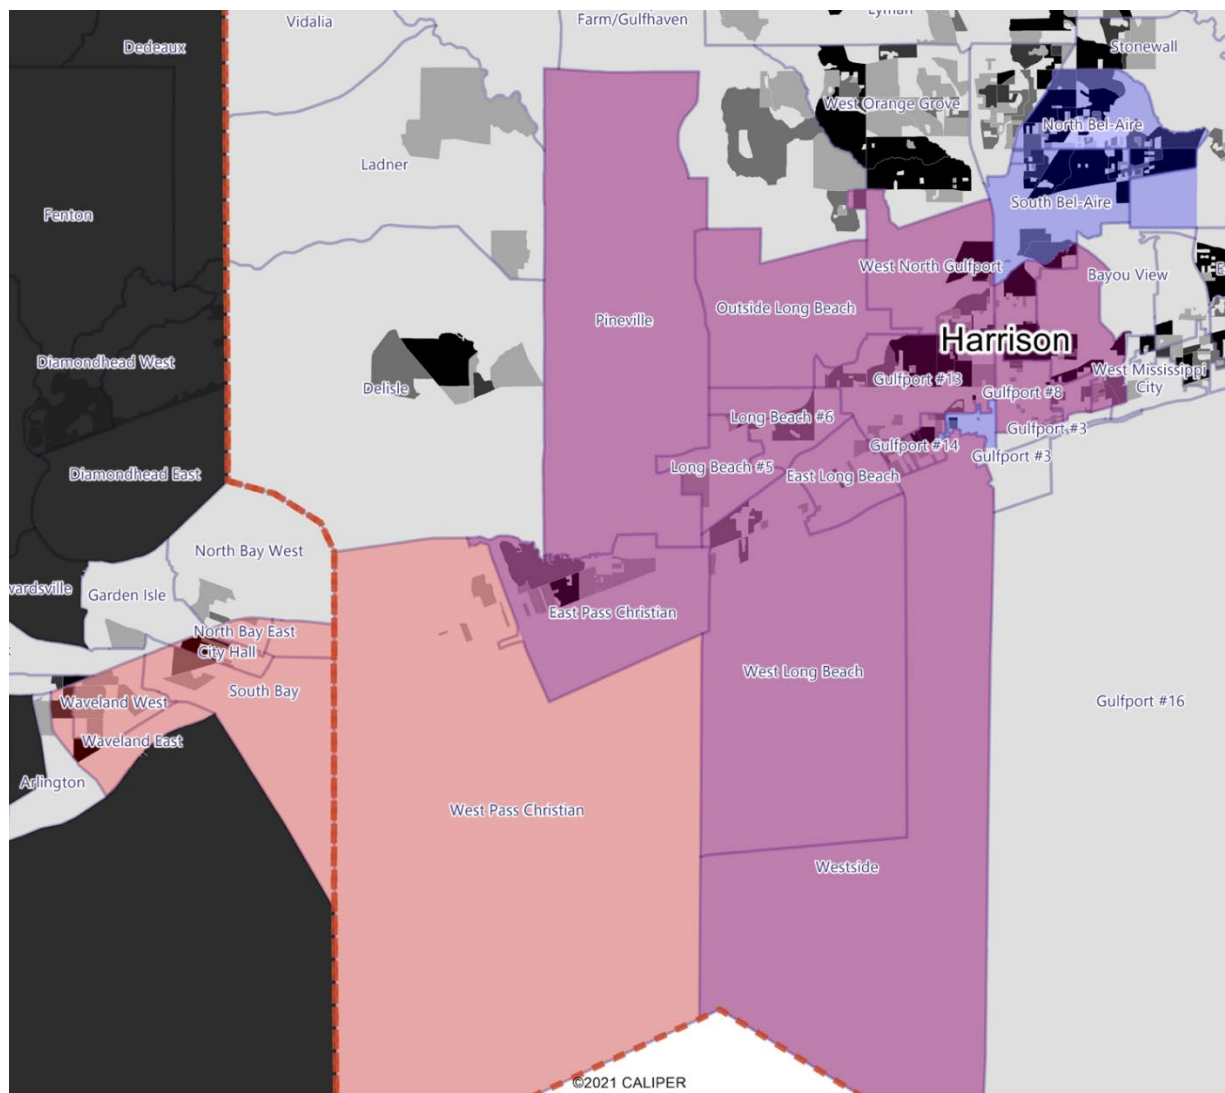 Vidalia
Farm/Gulfhaven
Lyman
Dedeaux
Stonewall
West Orange Grove
North Bel-Aire
Ladner
Fenton
South Bel-Aire
West North Gulfport
Bayou View
Outside Long Beach
Pineville
Harrison
Diamondhead West
West Mississippi
City
Gulfport #13
Delisle
Gulfport #8
Long Beach #6
Gulfport #3
Gulfport #14
Gulfport #3
Long Beach #5
East Long Beach
Diamondhead East
North Bay West
wardsville
Garden Isle
East Pass Christian
North Bay East
City Hall
West Long Beach
South Bay
Waveland West
Gulfport #16
Waveland East
Arlington
West Pass Christian
Westside
©2021 CALIPER